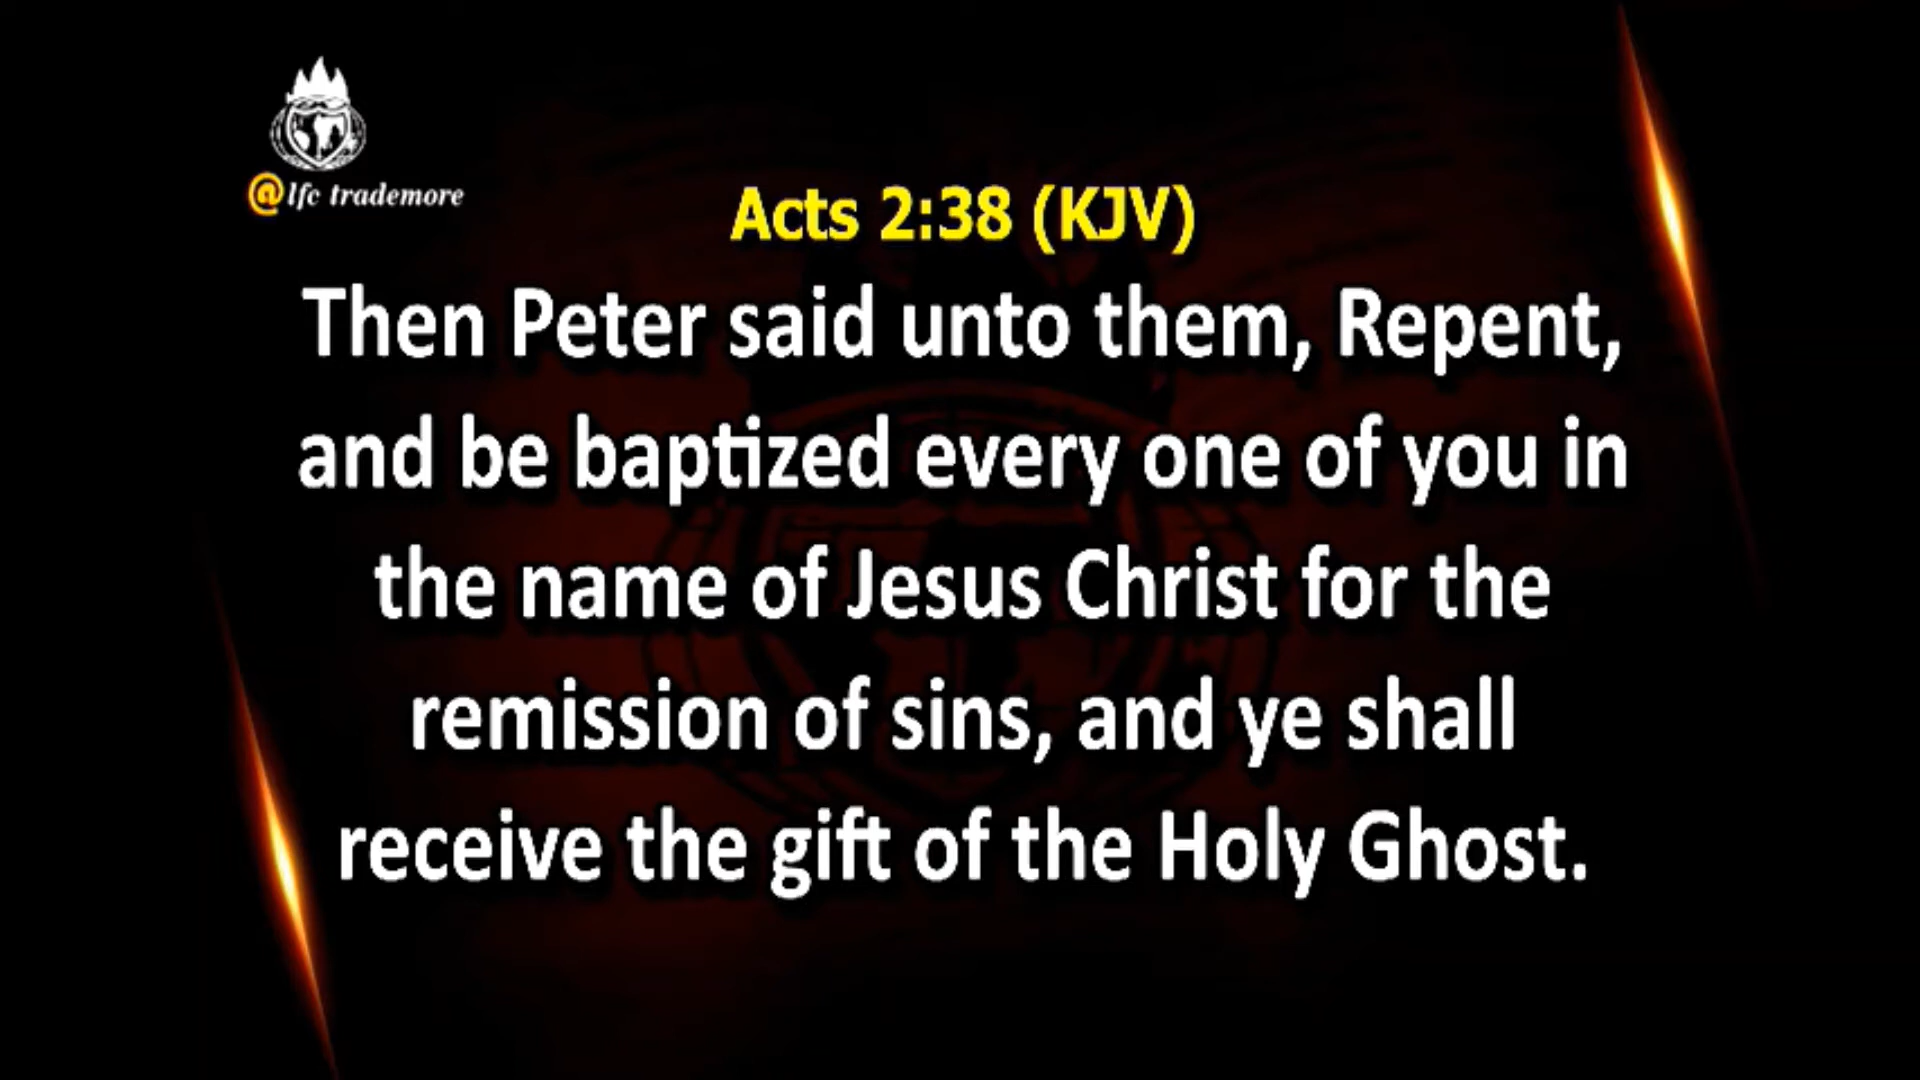 @lfc trademore
Acts 2:38 (KJV)
Then Peter said unto them, Repent,
and be baptized every one of you in
the name of Jesus Christ for the
remission of sins, and ye shall
receive the gift of the Holy Ghost.